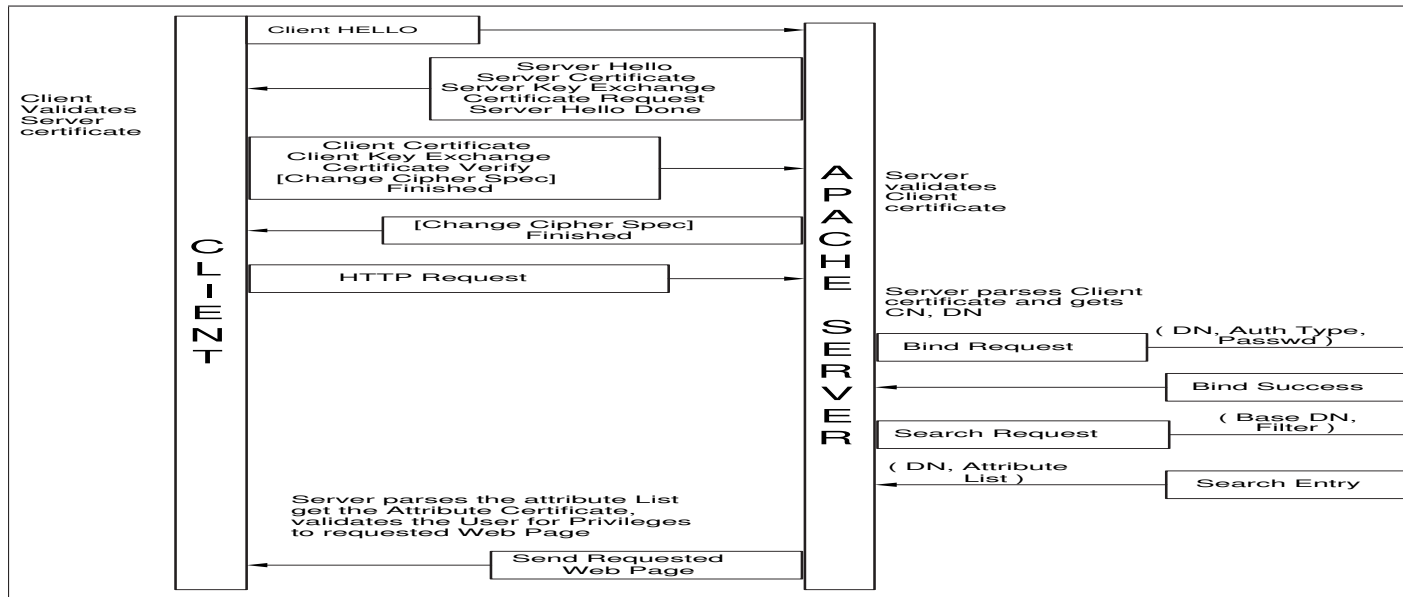 Client HELLO
Server Hello
Server Certificate
Server Key Exchange
Certificate Request
Server Hello Done
Client
Validates
Server
certificate
Client Certificate
Client Key Exchange
Certificate Verify
[Change Cipher Spec]
Finished
Server
validates
Client
certificate
[Change Cipher Spec]
Finished
CLIENT
APACHE SERVER
HTTP Request
Server parses Client
certificate and gets
CN, DN
Bind Request
( DN, Auth Type,
Passwd )
Bind Success
Search Request
( Base DN,
Filter )
( DN, Attribute
List )
Search Entry
Server parses the attribute List
get the Attribute Certificate,
validates the User for Privileges
to requested Web Page
Send Requested
Web Page